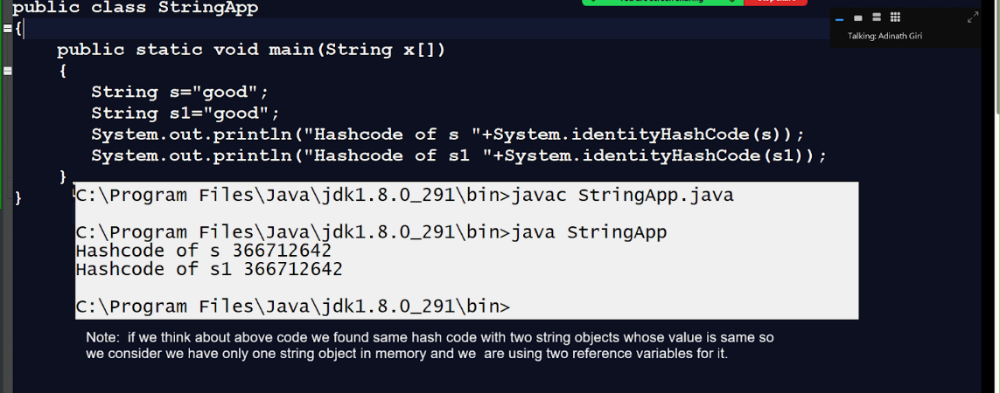 public class StringApp
{
public static void main(String x[])
{
String s="good";
String s1="good";
System.out.println("Hashcode of s "+System.identityHashCode(s));
System.out.println("Hashcode of s1 "+System.identityHashCode(s1));
}
}
Talking: Adinath Giri
C:\Program Files\Java\jdk1.8.0_291\bin>javac StringApp.java
C:\Program Files\Java\jdk1.8.0_291\bin>java StringApp
Hashcode of s 366712642
Hashcode of s1 366712642
C:\Program Files\Java\jdk1.8.0_291\bin>
Note: if we think about above code we found same hash code with two string objects whose value is same so
we consider we have only one string object in memory and we are using two reference variables for it.